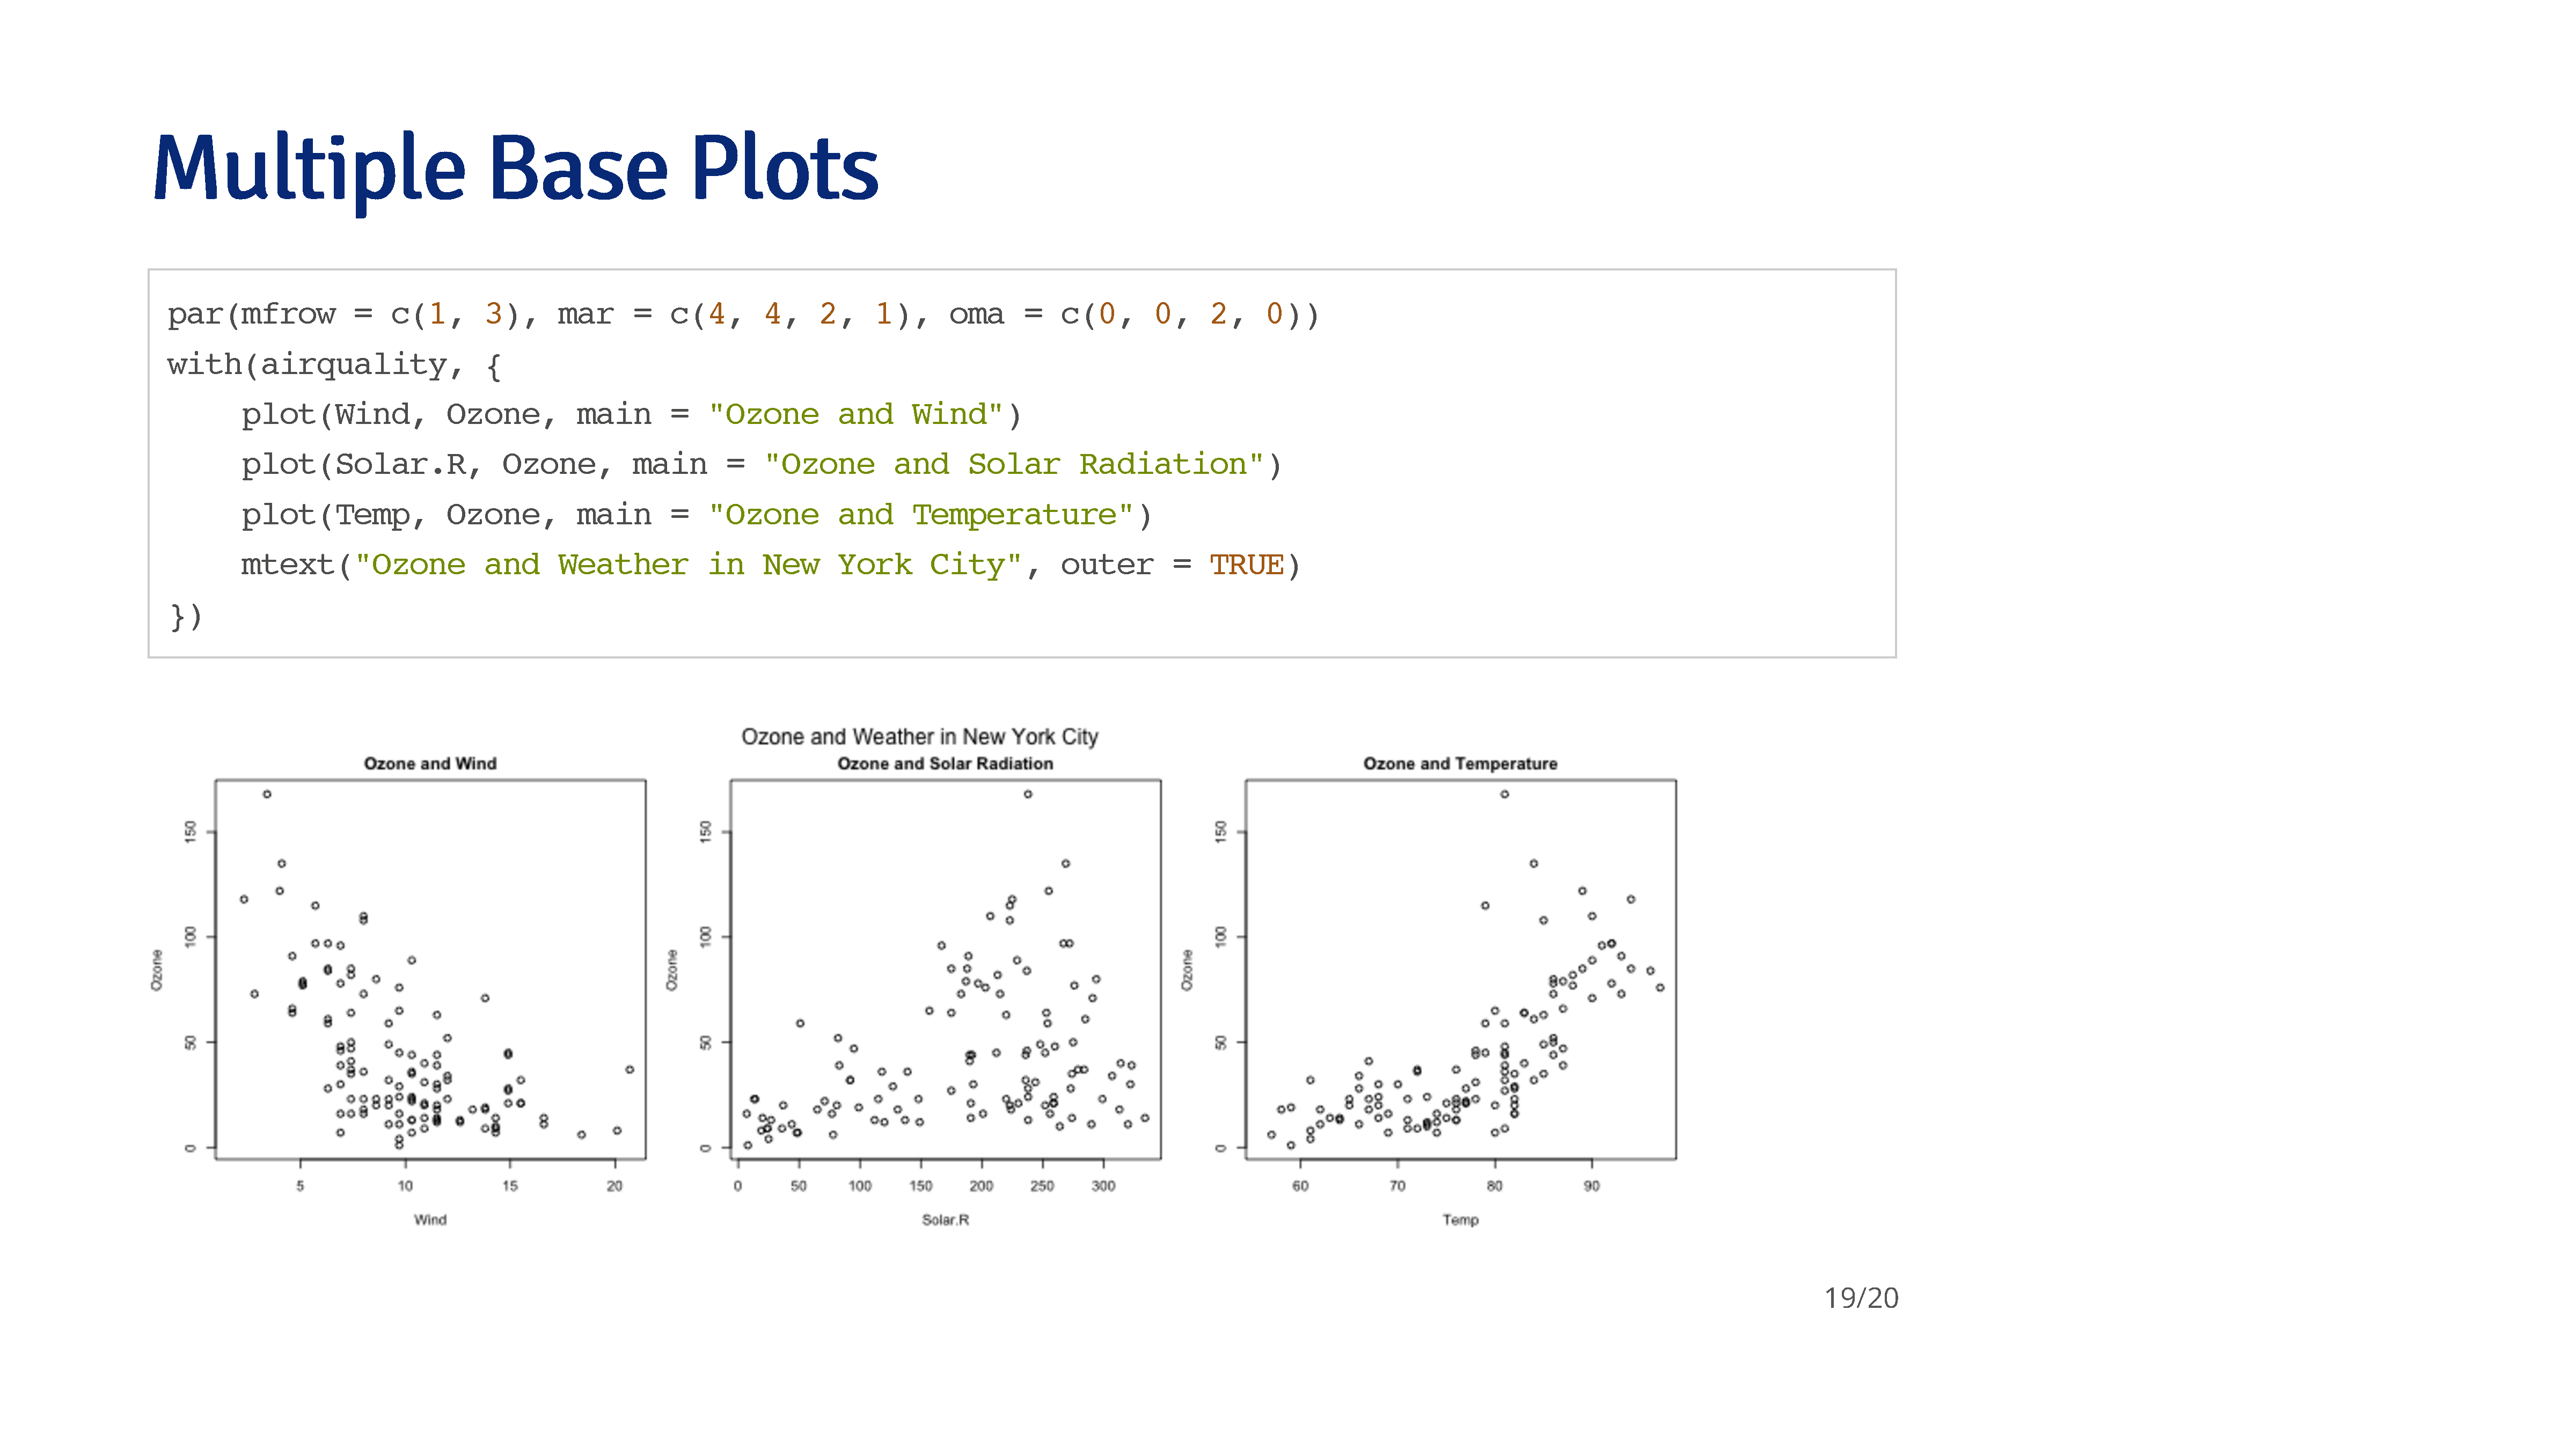 Multiple Base Plots
par(mfrow = c(1, 3), mar = c(4, 4, 2, 1), oma = c(0, 0, 2, 0))
with(airquality, {
    plot(Wind, Ozone, main = "Ozone and Wind")
    plot(Solar.R, Ozone, main = "Ozone and Solar Radiation")
    plot(Temp, Ozone, main = "Ozone and Temperature")
    mtext("Ozone and Weather in New York City", outer = TRUE)
})
Ozone and Weather in New York City
Ozone and Wind
150
100
50
0
Ozone
5 10 15 20
Wind
Ozone and Solar Radiation
150
100
50
0
Ozone
0 50 100 150 200 250 300
Solar.R
Ozone and Temperature
150
100
50
0
Ozone
60 70 80 90
Temp
19/20